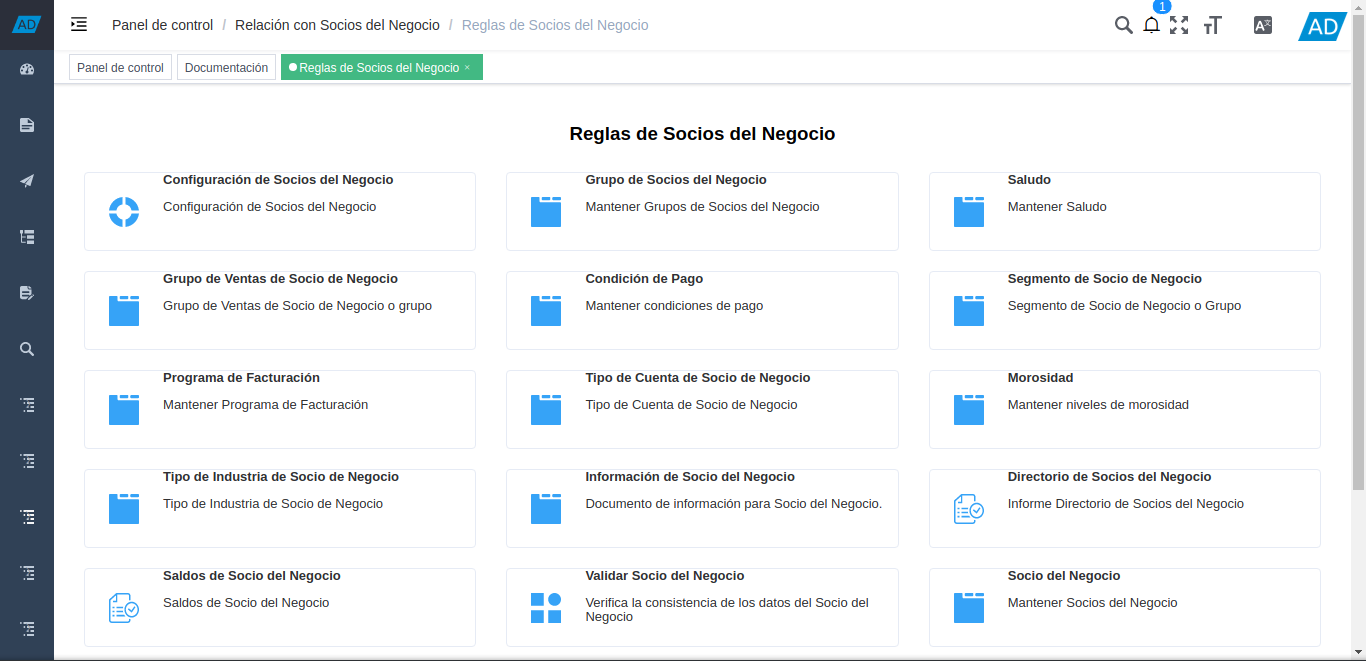 AD
Panel de control / Relación con Socios del Negocio / Reglas de Socios del Negocio
1
AD
Panel de control
Documentación
Reglas de Socios del Negocio ×
Reglas de Socios del Negocio
Configuración de Socios del Negocio
Configuración de Socios del Negocio
Grupo de Socios del Negocio
Mantener Grupos de Socios del Negocio
Saludo
Mantener Saludo
Grupo de Ventas de Socio de Negocio
Grupo de Ventas de Socio de Negocio o grupo
Condición de Pago
Mantener condiciones de pago
Segmento de Socio de Negocio
Segmento de Socio de Negocio o Grupo
Programa de Facturación
Mantener Programa de Facturación
Tipo de Cuenta de Socio de Negocio
Tipo de Cuenta de Socio de Negocio
Morosidad
Mantener niveles de morosidad
Tipo de Industria de Socio de Negocio
Tipo de Industria de Socio de Negocio
Información de Socio del Negocio
Documento de información para Socio del Negocio.
Directorio de Socios del Negocio
Informe Directorio de Socios del Negocio
Saldos de Socio del Negocio
Saldos de Socio del Negocio
Validar Socio del Negocio
Verifica la consistencia de los datos del Socio del
Negocio
Socio del Negocio
Mantener Socios del Negocio